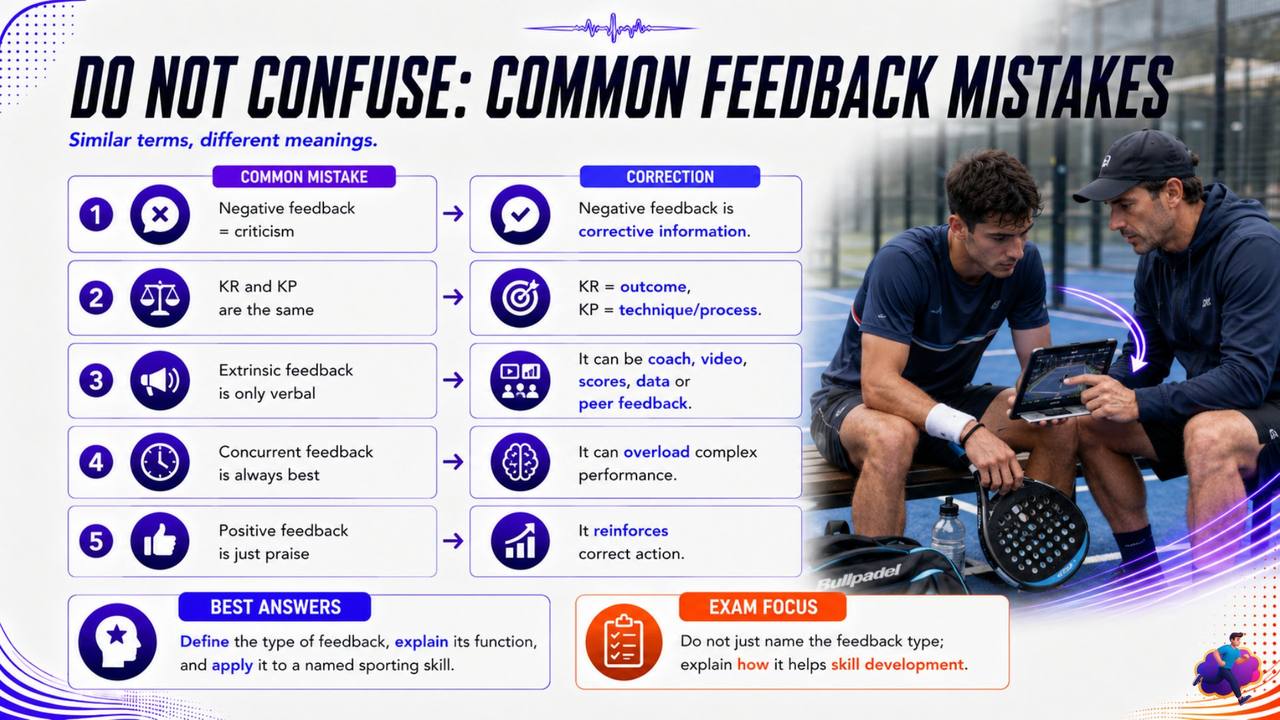 DO NOT CONFUSE: COMMON FEEDBACK MISTAKES
Similar terms, different meanings.
COMMON MISTAKE
CORRECTION
1
Negative feedback
= criticism
Negative feedback is
corrective information.
2
KR and KP
are the same
KR = outcome,
KP = technique/process.
3
Extrinsic feedback
is only verbal
It can be coach, video,
scores, data or
peer feedback.
4
Concurrent feedback
is always best
It can overload complex
performance.
5
Positive feedback
is just praise
It reinforces
correct action.
Bullpadel
BEST ANSWERS
Define the type of feedback, explain its function,
and apply it to a named sporting skill.
EXAM FOCUS
Do not just name the feedback type;
explain how it helps skill development.